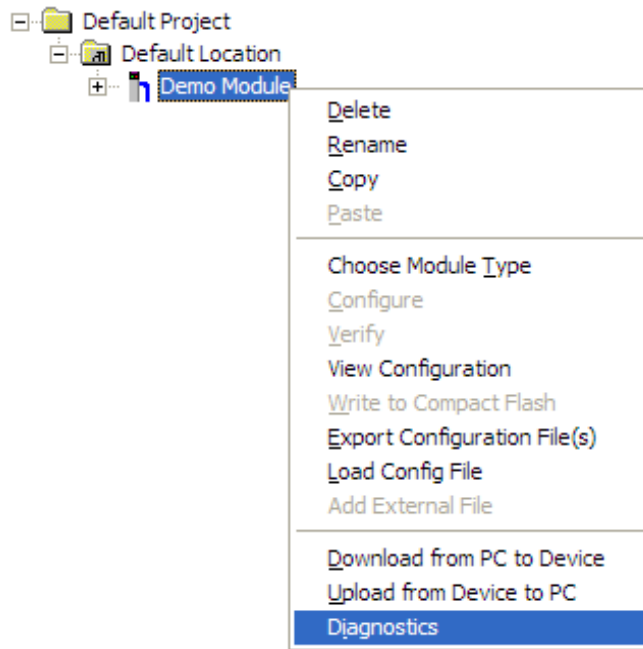 Default Project
Default Location
Demo Module
Delete
Rename
Copy
Paste
Choose Module Type
Configure
Verify
View Configuration
Write to Compact Flash
Export Configuration File(s)
Load Config File
Add External File
Download from PC to Device
Upload from Device to PC
Diagnostics